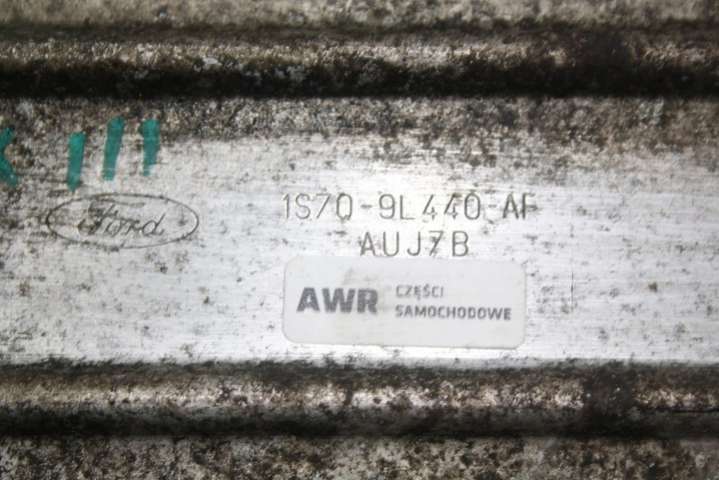 Ford
1S7Q-9L440-AF
AUJ7B
AWR
CZĘŚCI
SAMOCHODOWE